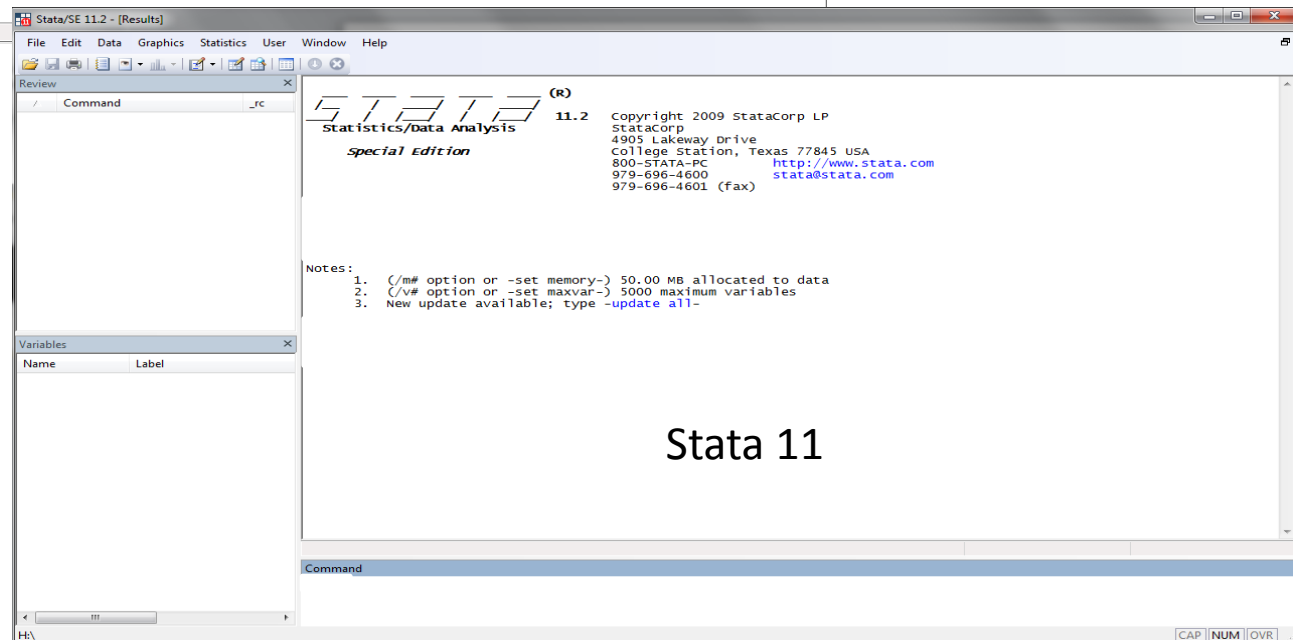 Stata/SE 11.2 - [Results]
File Edit Data Graphics Statistics User Window Help
Review
/ Command _rc
(R)
STATA
11.2 Copyright 2009 StataCorp LP
Statistics/Data Analysis StataCorp
4905 Lakeway Drive
Special Edition College Station, Texas 77845 USA
800-STATA-PC http://www.stata.com
979-696-4600 stata@stata.com
979-696-4601 (fax)
Notes:
1. (/m# option or -set memory-) 50.00 MB allocated to data
2. (/v# option or -set maxvar-) 5000 maximum variables
3. New update available; type -update all-
Variables
Name Label
Stata 11
Command
H:\
CAP NUM OVR